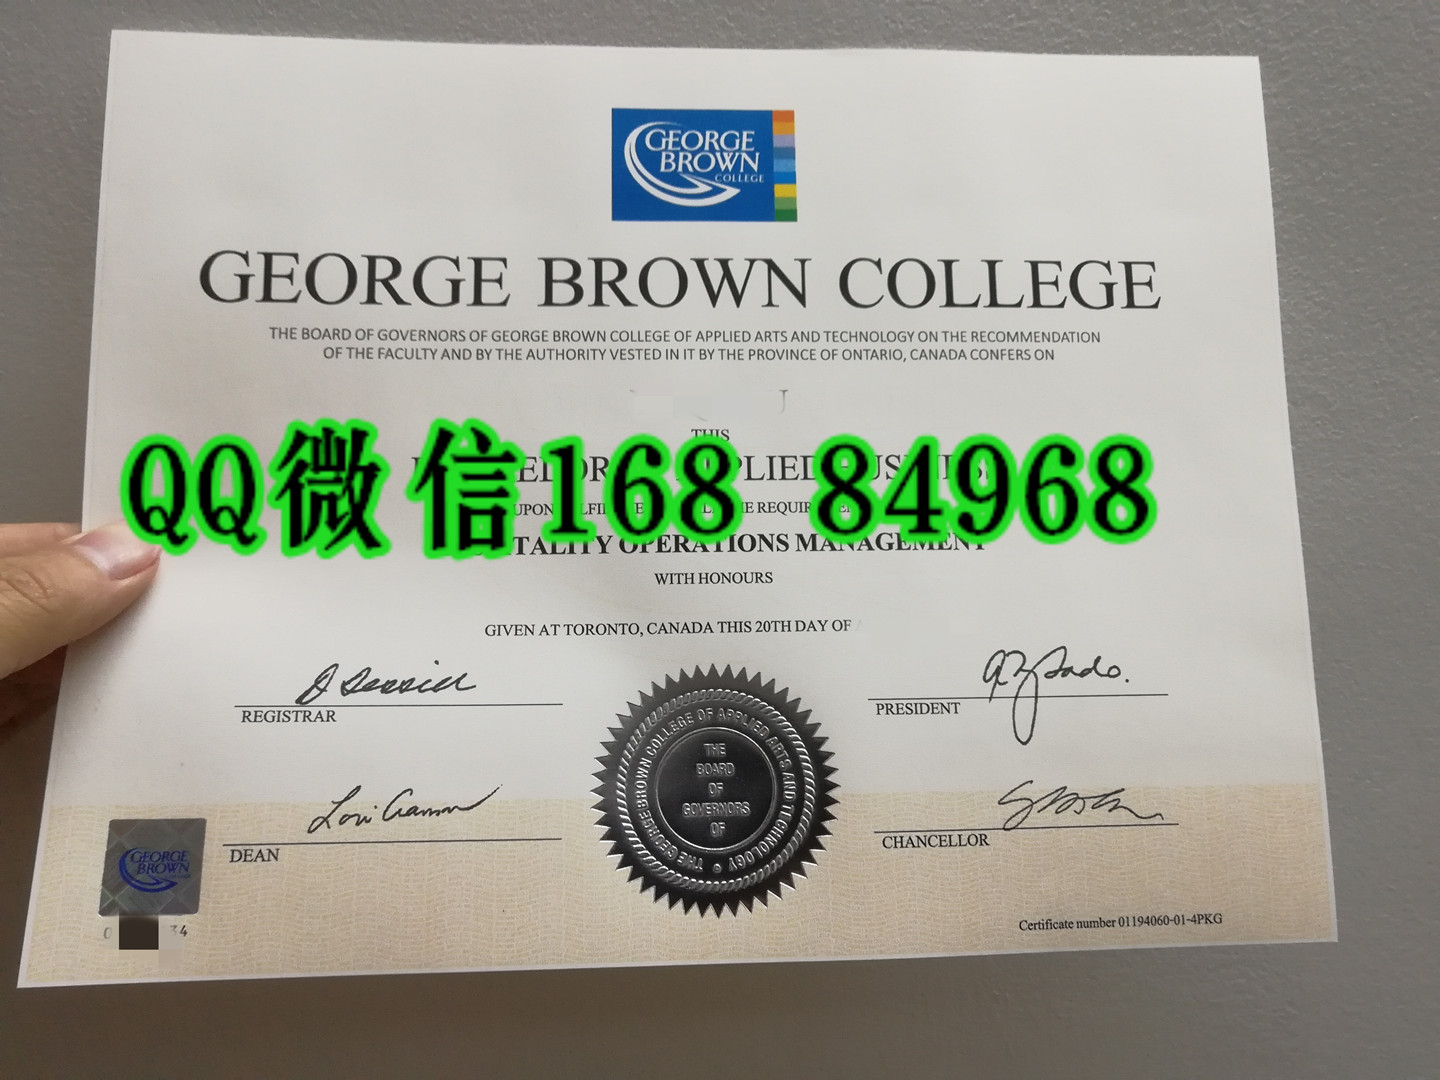 GEORGE
BROWN
COLLEGE
GEORGE BROWN COLLEGE
THE BOARD OF GOVERNORS OF GEORGE BROWN COLLEGE OF APPLIED ARTS AND TECHNOLOGY ON THE RECOMMENDATION
OF THE FACULTY AND BY THE AUTHORITY VESTED IN IT BY THE PROVINCE OF ONTARIO, CANADA CONFERS ON
THIS
QQ微信168 84968
UPON
OPERATIONS MANAGEMENT
WITH HONOURS
GIVEN AT TORONTO, CANADA THIS 20TH DAY OF
REGISTRAR
PRESIDENT
THE GEORGE BROWN COLLEGE OF APPLIED ARTS AND TECHNOLOGY
THE
BOARD
OF
GOVERNORS
OF
DEAN
CHANCELLOR
GEORGE
BROWN
Certificate number 01194060-01-4PKG